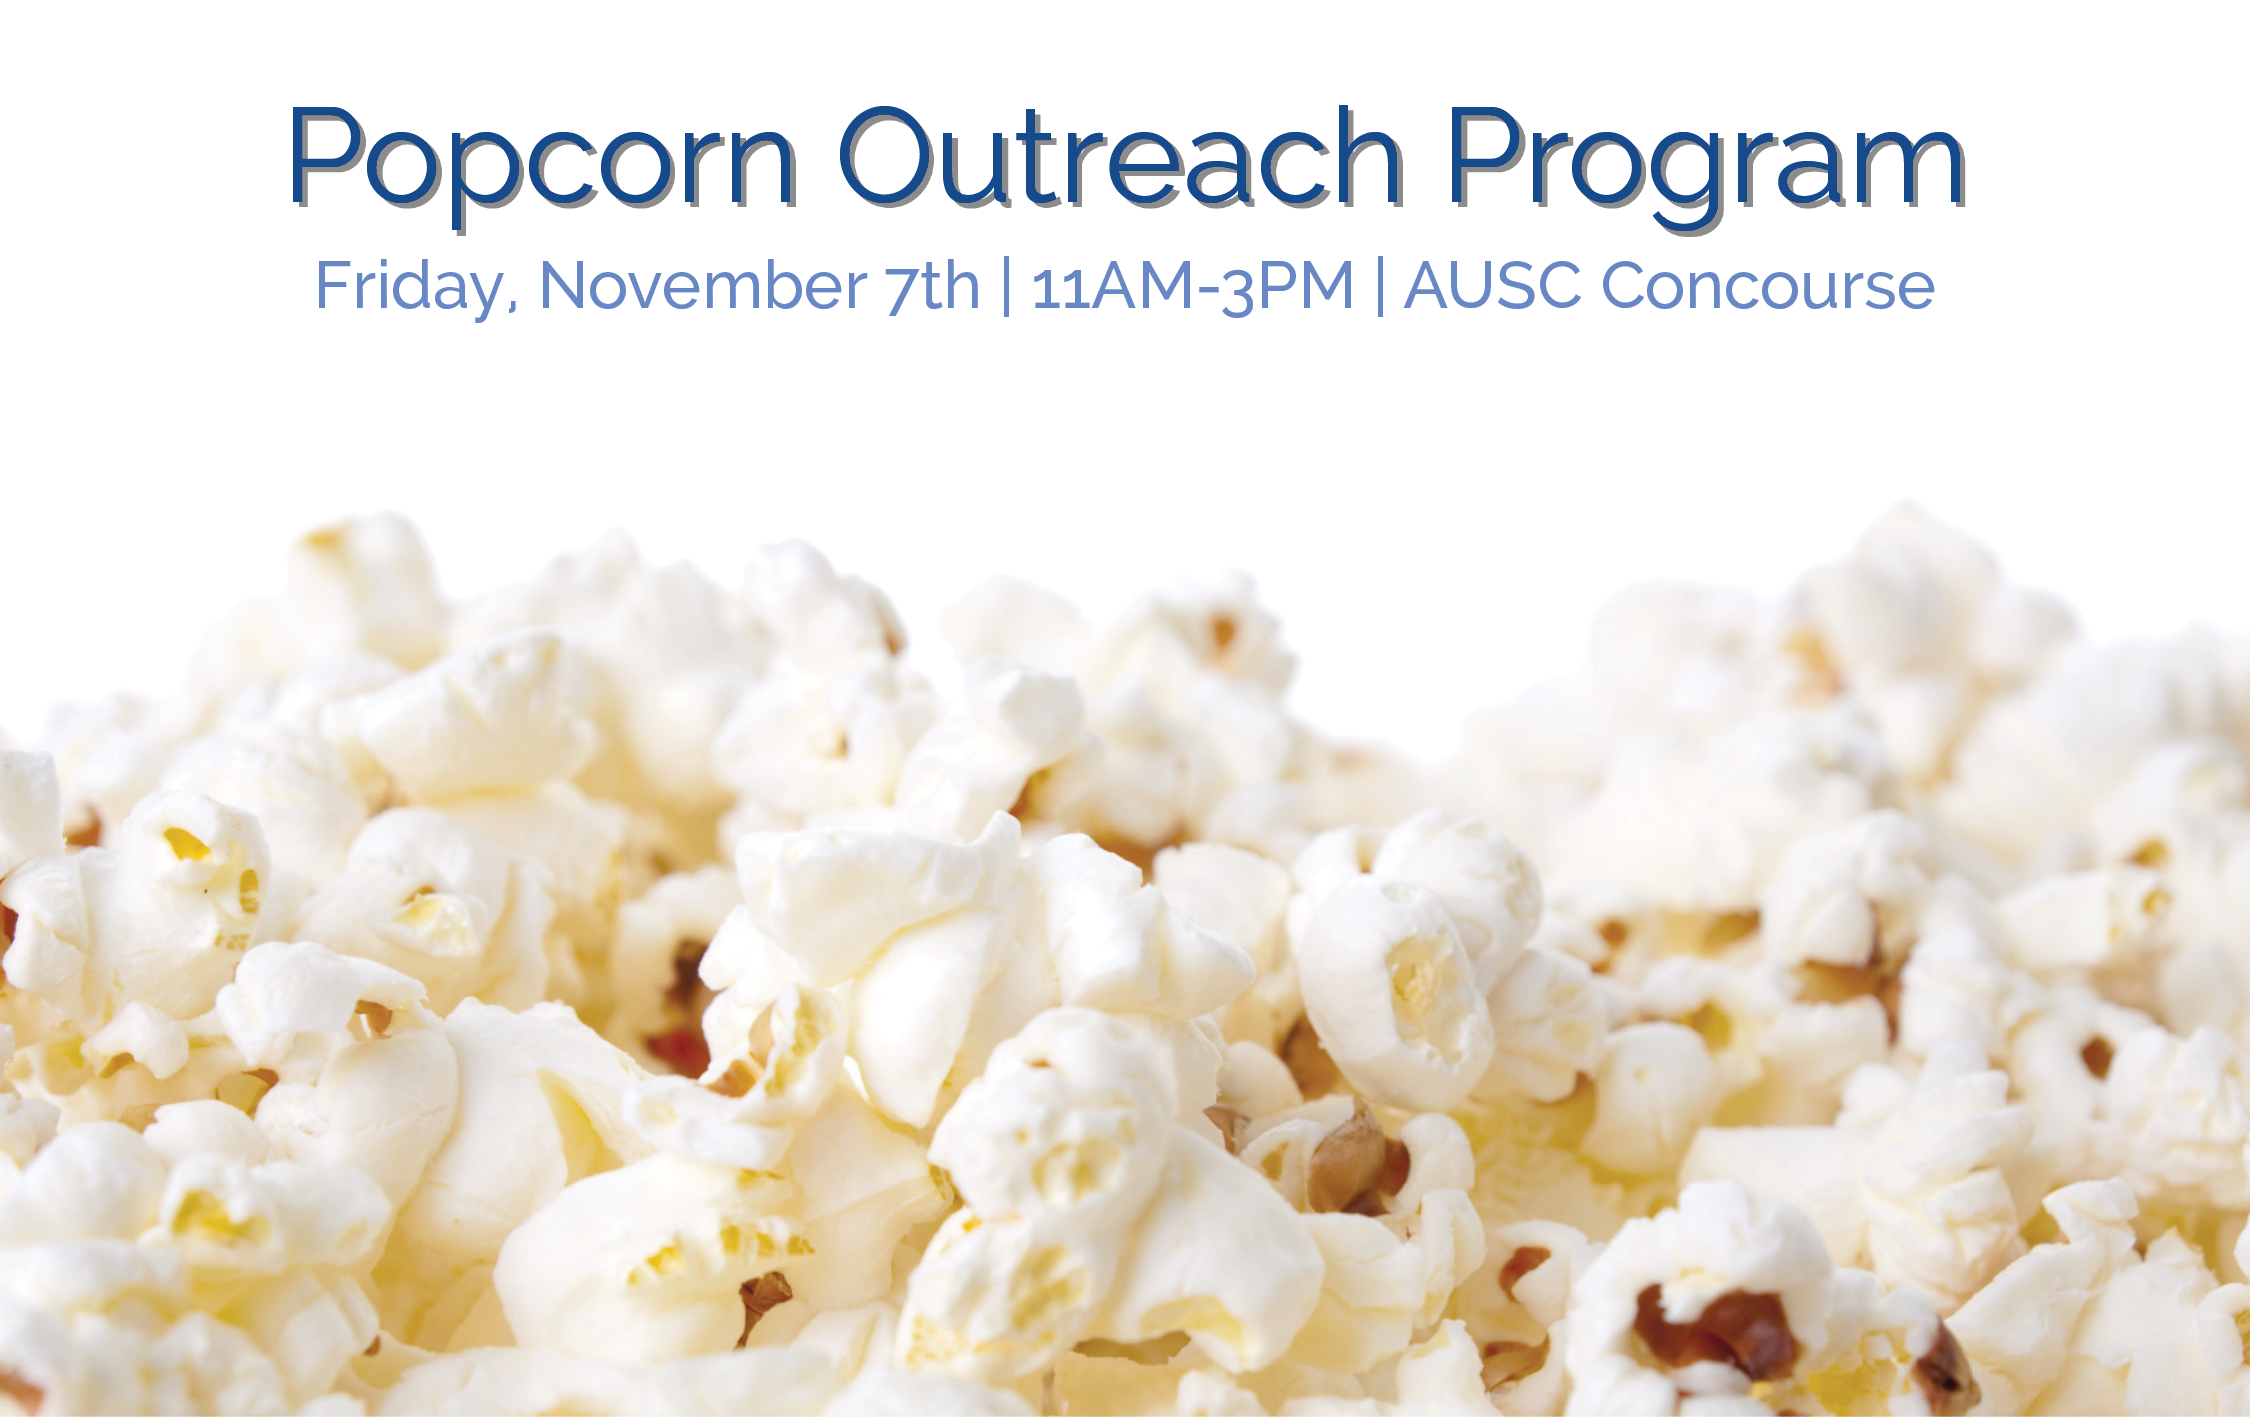 Popcorn Outreach Program
Friday, November 7th | 11AM-3PM | AUSC Concourse